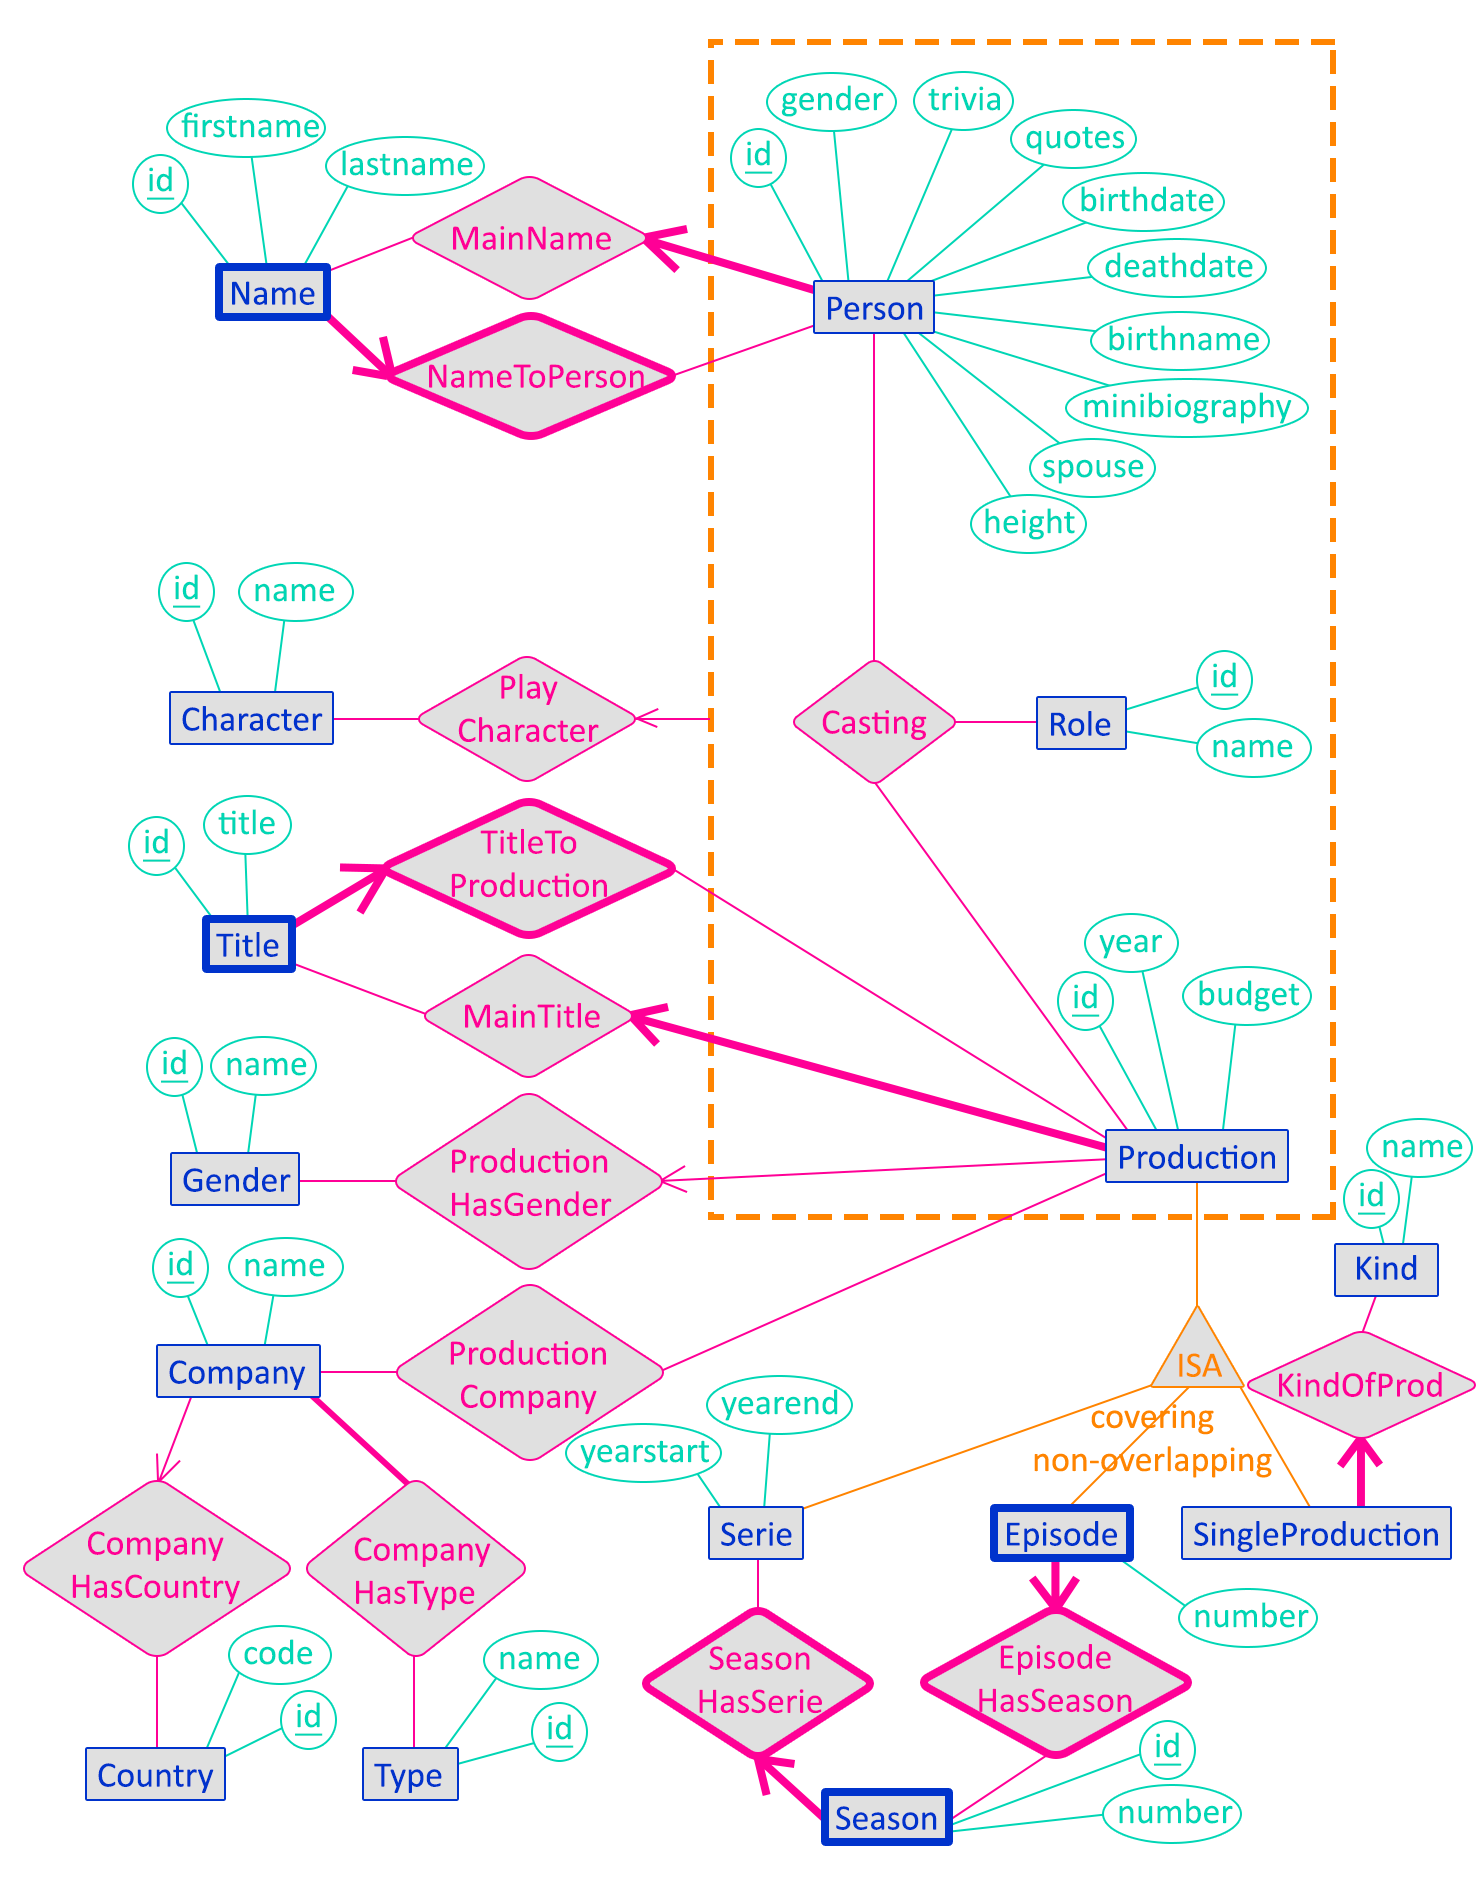 gender
trivia
firstname
quotes
id
lastname
id
birthdate
MainName
deathdate
Name
Person
birthname
NameToPerson
minibiography
spouse
height
id
name
Play
Character
Character
id
Casting
Role
name
id
title
TitleTo
Production
Title
year
id
budget
MainTitle
id
name
Production
HasGender
Gender
Production
name
id
Kind
id
name
Company
Production
Company
ISA
KindOfProd
yearend
covering
yearstart
non-overlapping
Serie
Episode
SingleProduction
Company
HasCountry
Company
HasType
number
code
id
name
id
Season
HasSerie
Episode
HasSeason
Country
Type
id
number
Season